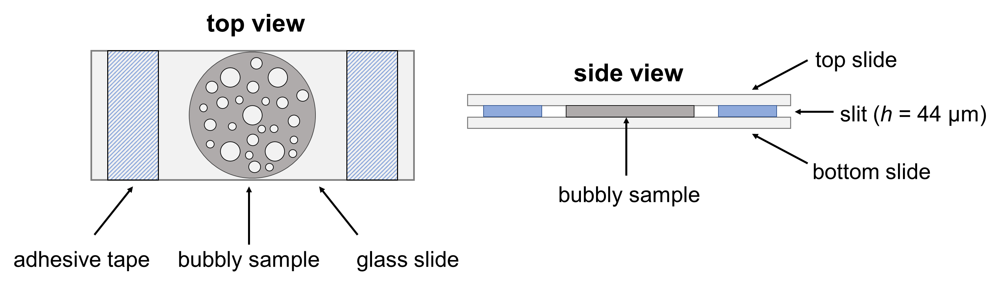 top view
adhesive tape
bubbly sample
glass slide
side view
top slide
slit (h = 44 µm)
bottom slide
bubbly sample